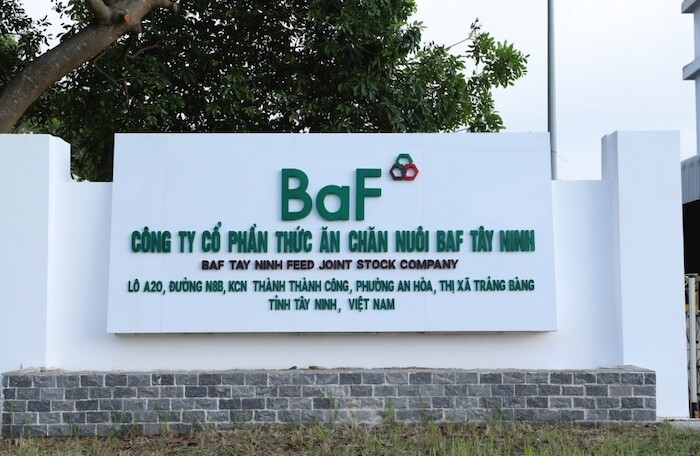 BaF
CÔNG TY CỔ PHẦN THỨC ĂN CHĂN NUÔI BAF TÂY NINH
BAF TAY NINH FEED JOINT STOCK COMPANY
LÔ A20, ĐƯỜNG N8B, KCN THÀNH THÀNH CÔNG, PHƯỜNG AN HÒA, THỊ XÃ TRẢNG BÀNG
TỈNH TÂY NINH, VIỆT NAM